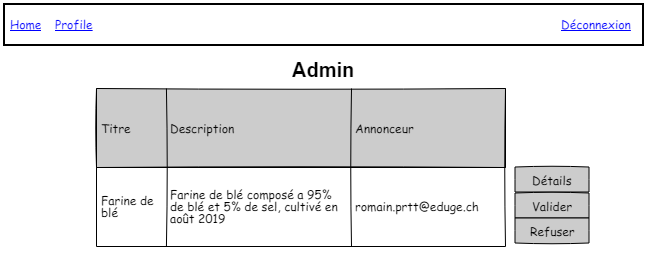 Home Profile Déconnexion
Admin
Titre Description Annonceur
Farine de
blé
Farine de blé composé a 95%
de blé et 5% de sel, cultivé en
août 2019
romain.prtt@eduge.ch
Détails
Valider
Refuser